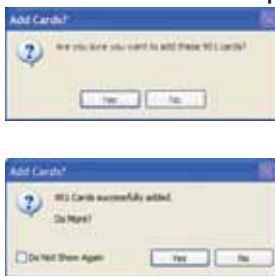 Add Cards?
Are you sure you want to add these 901 cards?
Yes No
Add Cards?
901 Cards successfully added.
Do More?
Do Not Show Again
Yes No